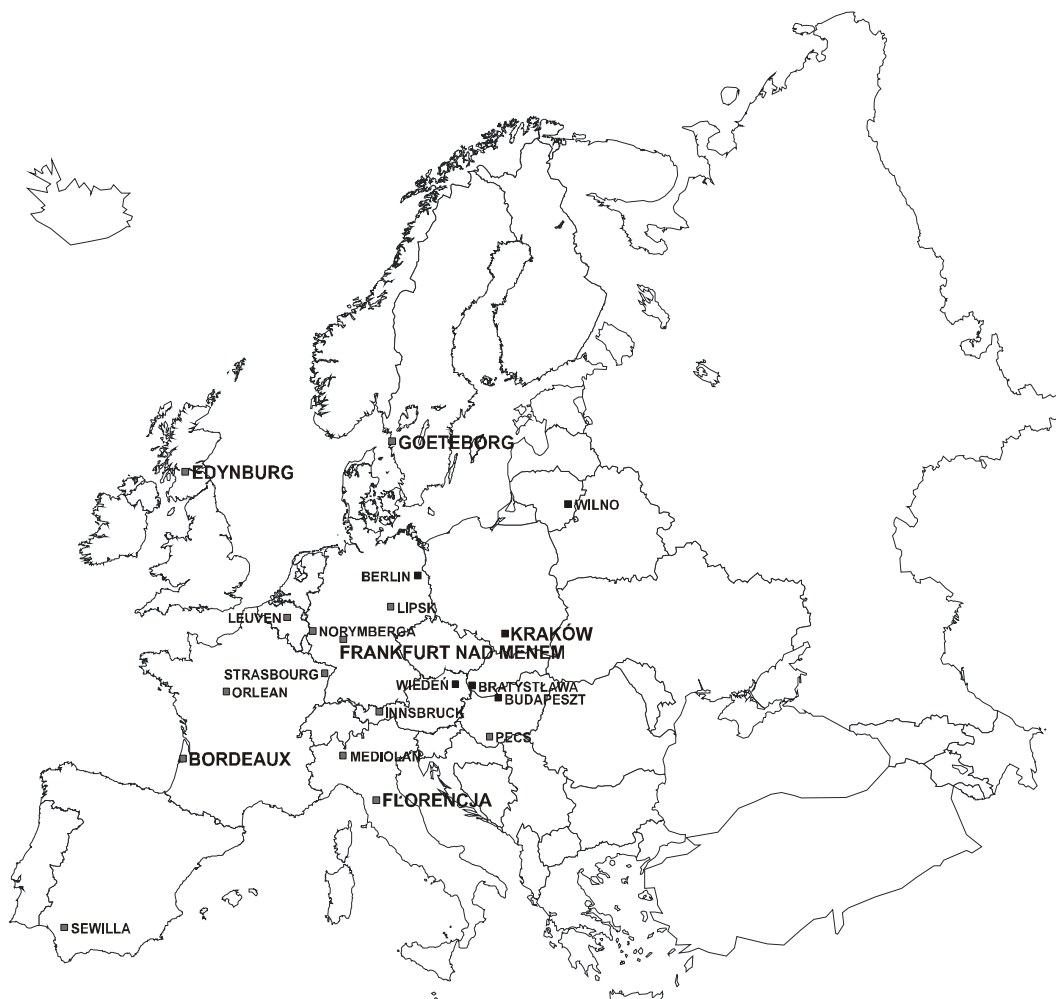 GOETEBORG
EDYNBURG
WILNO
BERLIN
LIPSK
LEUVEN
NORYMBERGA
KRAKÓW
FRANKFURT NAD MENEM
STRASBOURG
ORLEAN
WIEDEŃ
BRATYSŁAWA
BUDAPESZT
INNSBRUCK
PECS
BORDEAUX
MEDIOLAN
FLORENCJA
SEWILLA